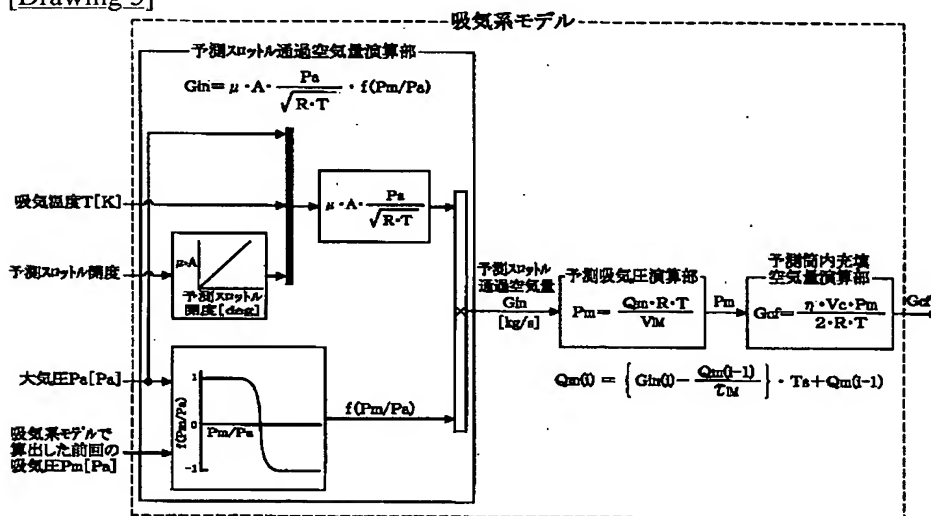 [Drawing 5]
吸気系モデル
予測スロットル通過空気量演算部
Gin=μ・A・Pa/√R・T・f(Pm/Pa)
吸気温度T[K]
μ・A・Pa/√R・T
予測スロットル開度
μ・A
予測スロットル
開度[deg]
予測スロットル
通過空気量
Gin
[kg/s]
予測吸気圧演算部
Pm=Qm・R・T/VIM
Pm
予測筒内充填
空気量演算部
Gcf=η・Vc・Pm/2・R・T
Gcf
Qm(i) = {Gin(i)-Qm(i-1)/τIM}・Ts+Qm(i-1)
大気圧Pa[Pa]
吸気系モデルで
算出した前回の
吸気圧Pm[Pa]
f(Pm/Pa)
1
0
-1
Pm/Pa
f(Pm/Pa)
×